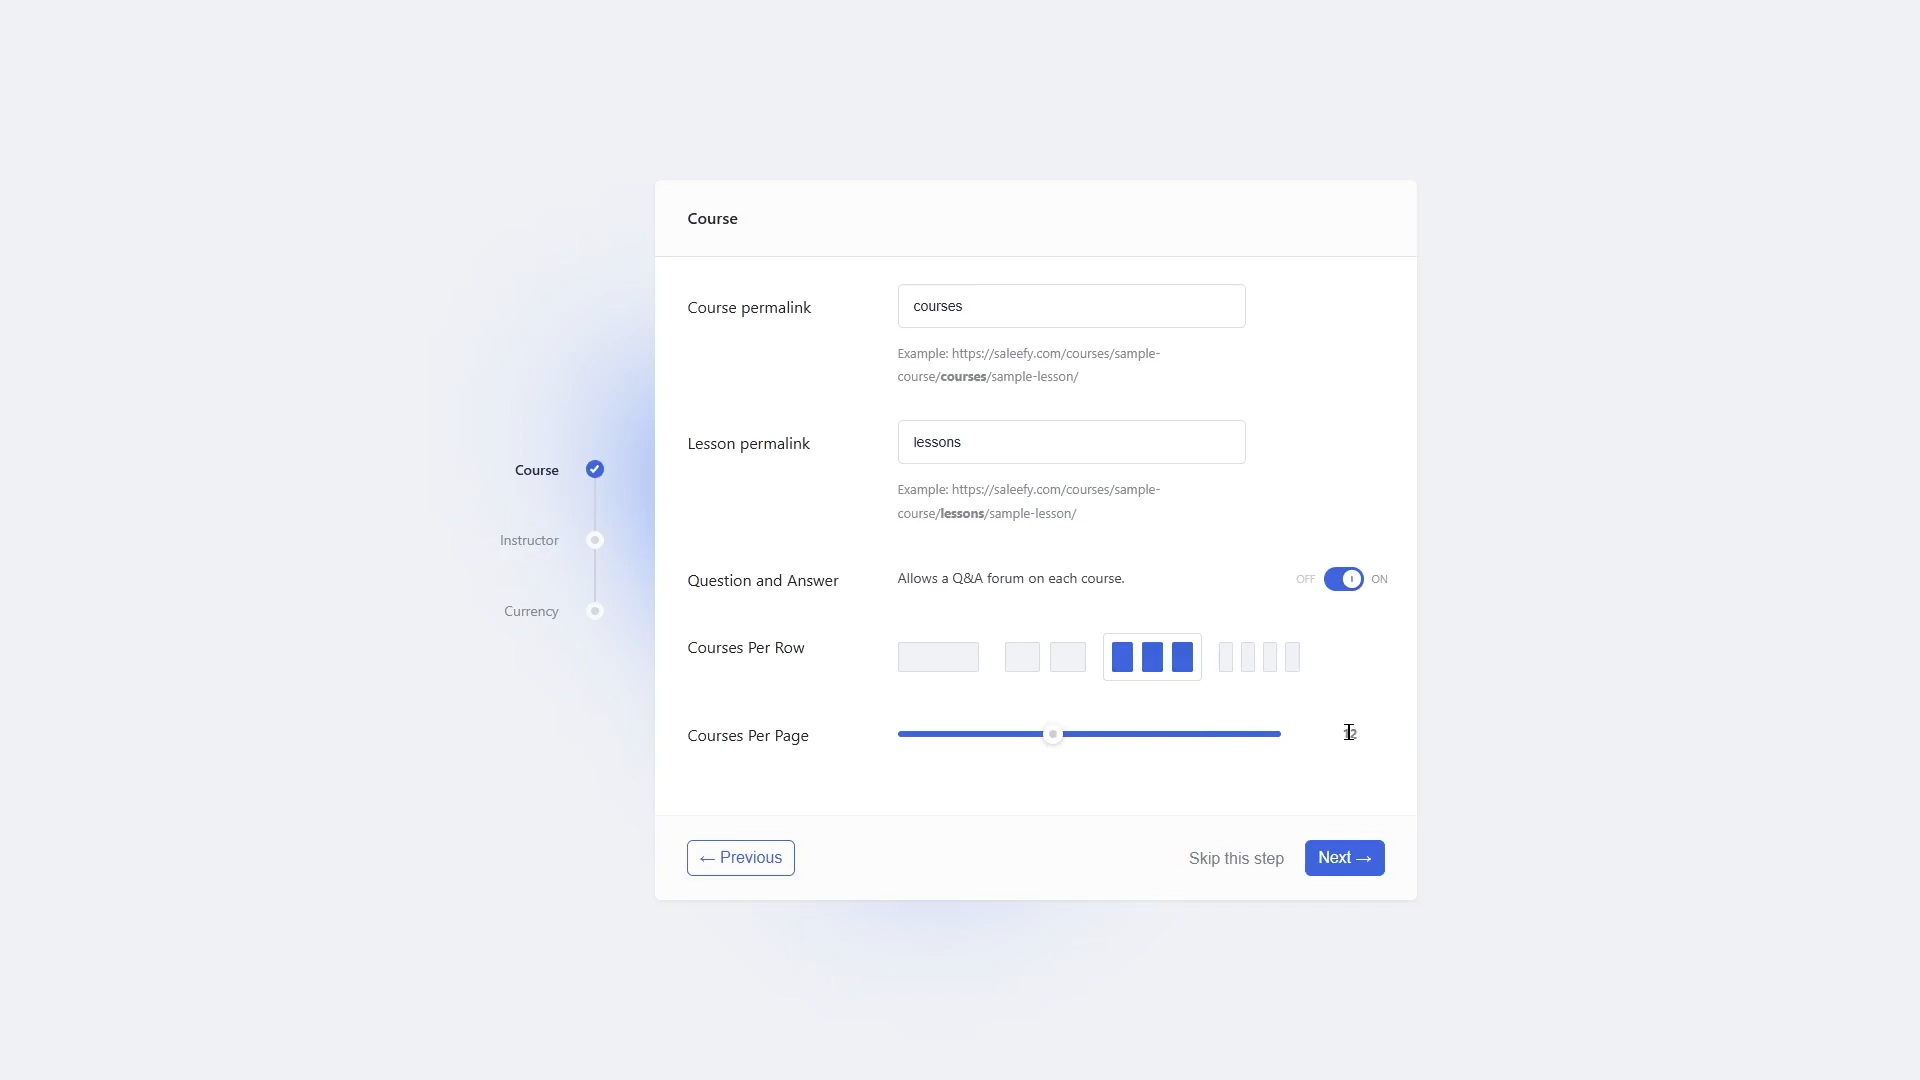 Course
Course permalink
courses
Example: https://saleefy.com/courses/sample-
course/courses/sample-lesson/
Lesson permalink
lessons
Example: https://saleefy.com/courses/sample-
course/lessons/sample-lesson/
Course
Instructor
Currency
Question and Answer
Allows a Q&A forum on each course.
OFF
ON
Courses Per Row
Courses Per Page
12
← Previous
Skip this step
Next →